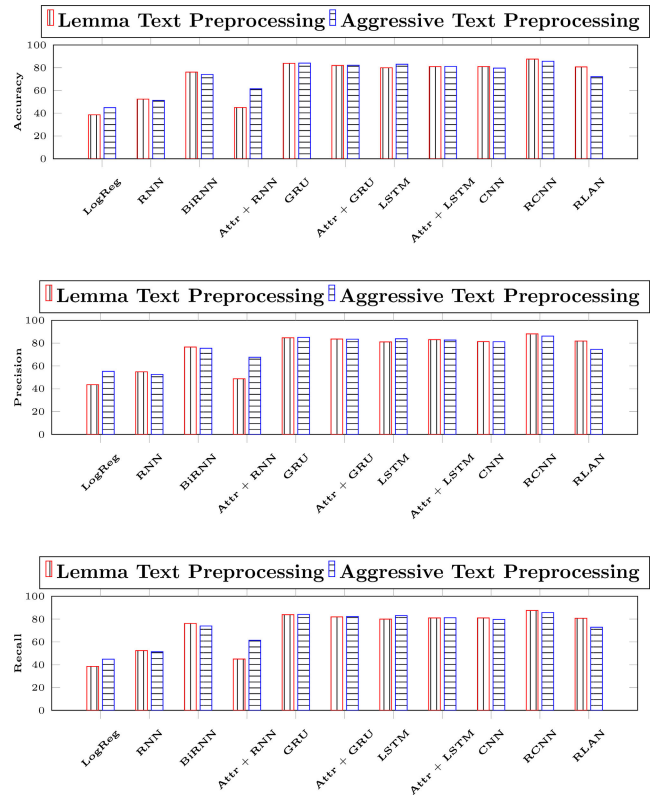 Lemma Text Preprocessing Aggressive Text Preprocessing
100
80
60
40
20
0
Accuracy
LogReg RNN BiRNN Attr + RNN GRU Attr + GRU LSTM Attr + LSTM CNN RCNN RLAN
Lemma Text Preprocessing Aggressive Text Preprocessing
100
80
60
40
20
0
Precision
LogReg RNN BiRNN Attr + RNN GRU Attr + GRU LSTM Attr + LSTM CNN RCNN RLAN
Lemma Text Preprocessing Aggressive Text Preprocessing
100
80
60
40
20
0
Recall
LogReg RNN BiRNN Attr + RNN GRU Attr + GRU LSTM Attr + LSTM CNN RCNN RLAN